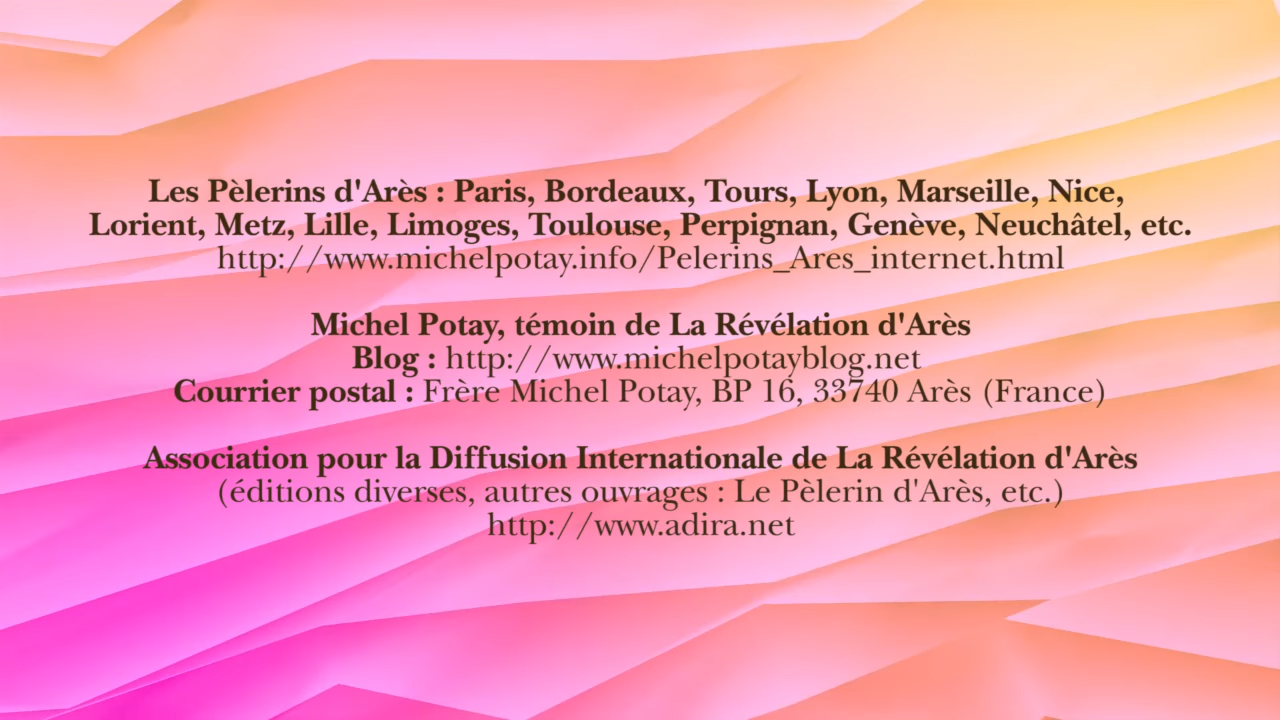 Les Pèlerins d'Arès : Paris, Bordeaux, Tours, Lyon, Marseille, Nice,
Lorient, Metz, Lille, Limoges, Toulouse, Perpignan, Genève, Neuchâtel, etc.
http://www.michelpotay.info/Pelerins_Ares_internet.html
Michel Potay, témoin de La Révélation d'Arès
Blog : http://www.michelpotayblog.net
Courrier postal : Frère Michel Potay, BP 16, 33740 Arès (France)
Association pour la Diffusion Internationale de La Révélation d'Arès
(éditions diverses, autres ouvrages : Le Pèlerin d'Arès, etc.)
http://www.adira.net